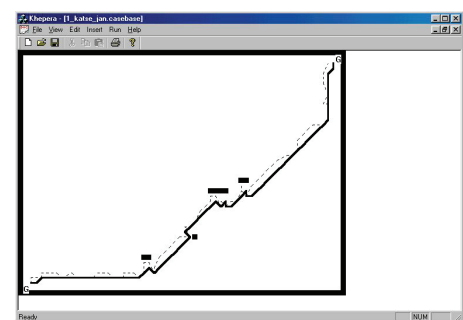 Khepera - [1_katse_jan.casebase]
File View Edit Insert Run Help
G
G
Ready
NUM